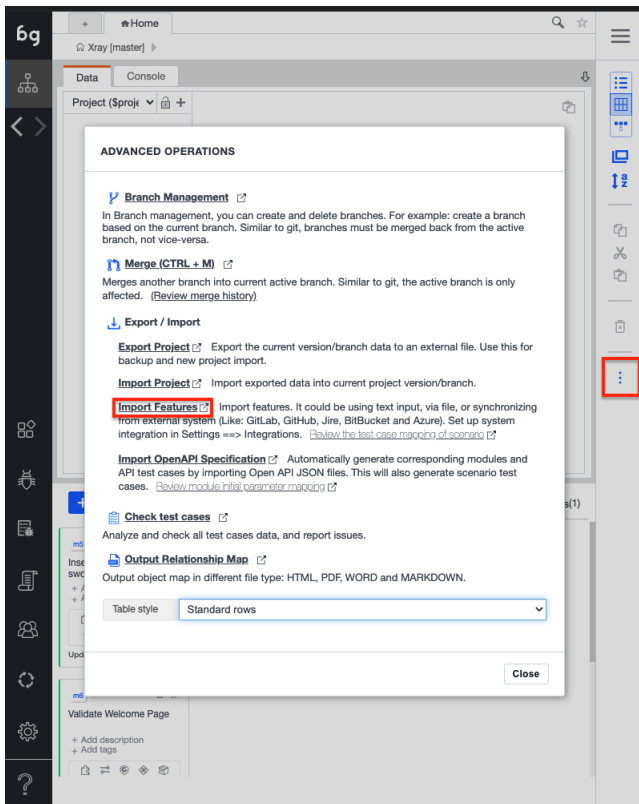 6g
+
Home
Xray [master]
Data
Console
Project ($proje
+
ADVANCED OPERATIONS
Branch Management
In Branch management, you can create and delete branches. For example: create a branch
based on the current branch. Similar to git, branches must be merged back from the active
branch, not vice-versa.
Merge (CTRL + M)
Merges another branch into current active branch. Similar to git, the active branch is only
affected. (Review merge history)
Export / Import
Export Project Export the current version/branch data to an external file. Use this for
backup and new project import.
Import Project Import exported data into current project version/branch.
Import Features Import features. It could be using text input, via file, or synchronizing
from external system (Like: GitLab, GitHub, Jire, BitBucket and Azure). Set up system
integration in Settings ==> Integrations. Review the test case mapping of scenario
Import OpenAPI Specification Automatically generate corresponding modules and
API test cases by importing Open API JSON files. This will also generate scenario test
cases. Review module initial parameter mapping
+
s(1)
Check test cases
Analyze and check all test cases data, and report issues.
m5
Output Relationship Map
Inse
Output object map in different file type: HTML, PDF, WORD and MARKDOWN.
swo
+ A
+ A
Table style
Standard rows
Upd
Close
m6
Validate Welcome Page
+ Add description
+ Add tags